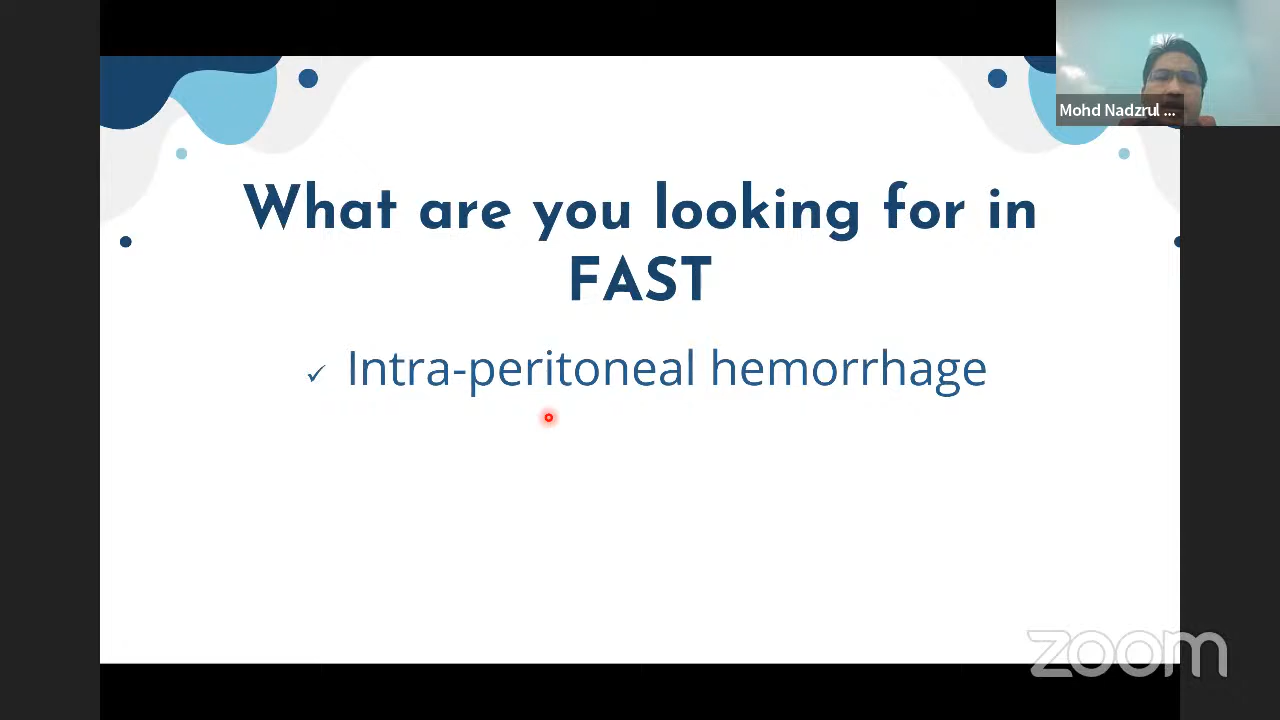 Mohd Nadzrul ...
What are you looking for in
FAST
✓ Intra-peritoneal hemorrhage
zoom